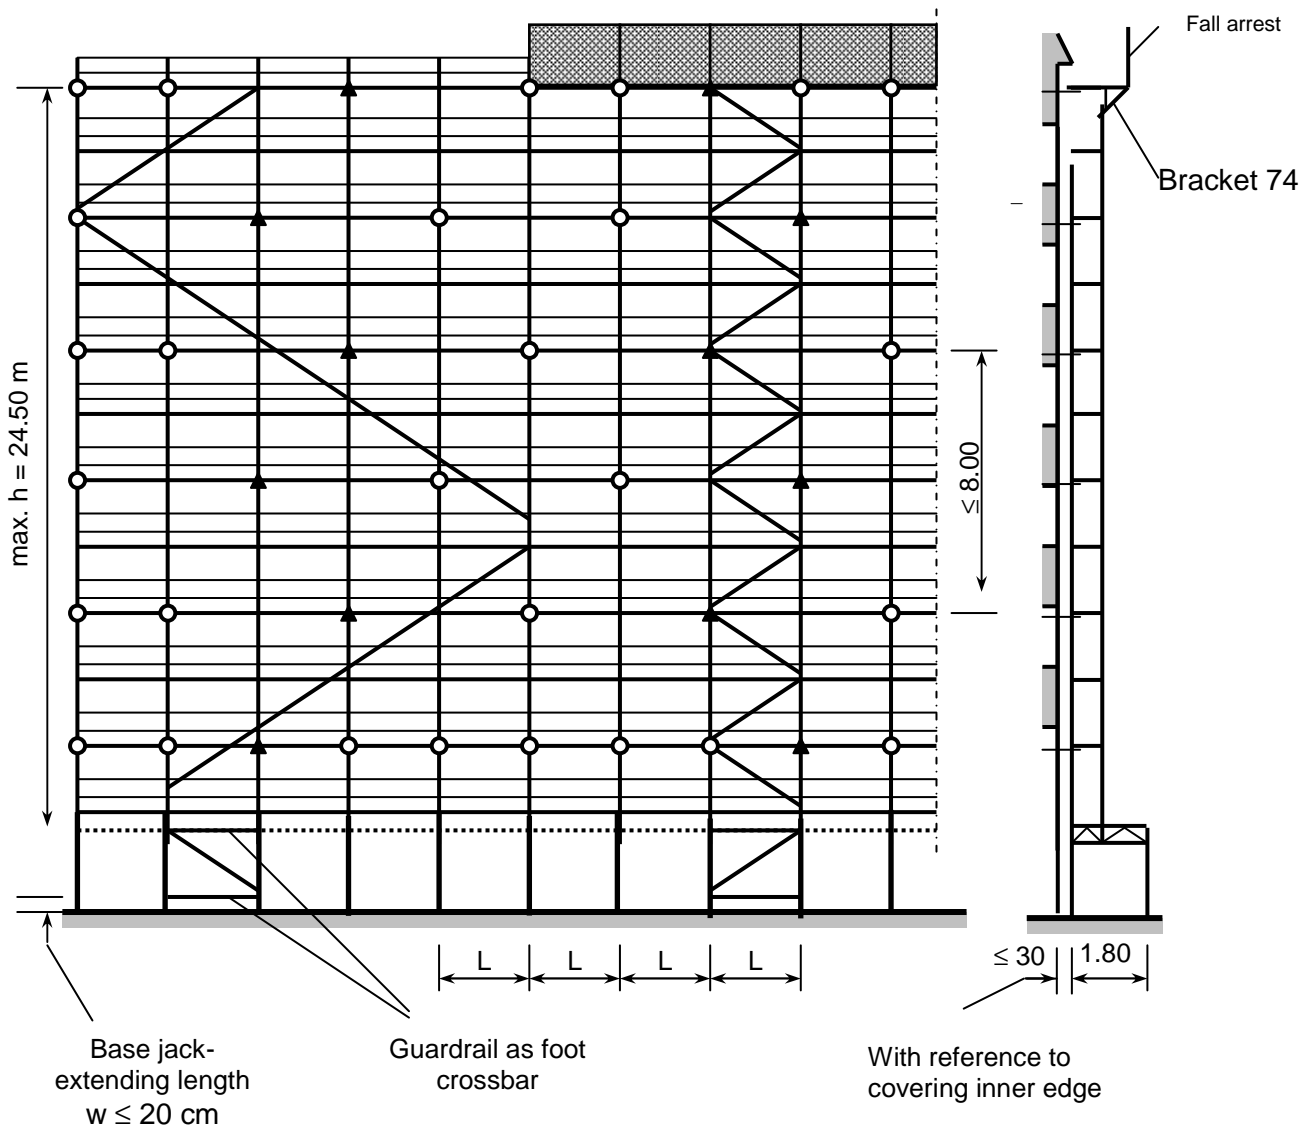 Fall arrest
Bracket 74
max. h = 24.50 m
≤ 8.00
L
L
L
L
≤ 30
1.80
Base jack-
extending length
w ≤ 20 cm
Guardrail as foot
crossbar
With reference to
covering inner edge